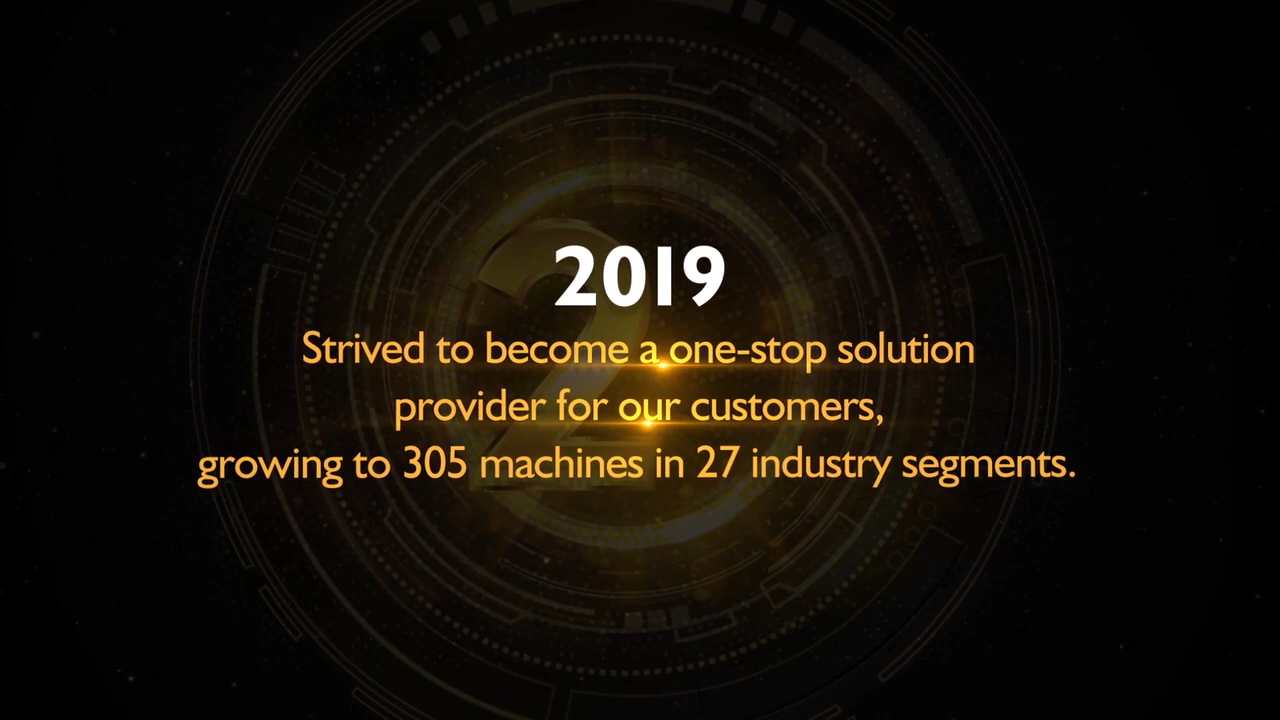 2019
Strived to become a one-stop solution
provider for our customers,
growing to 305 machines in 27 industry segments.
2